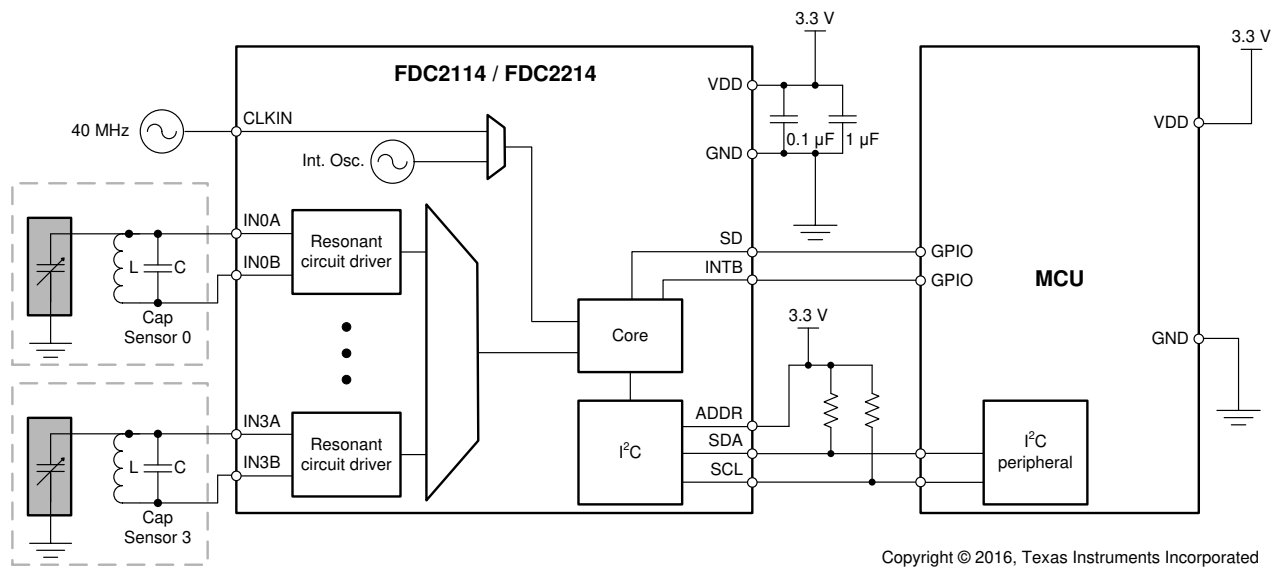 3.3 V
3.3 V
FDC2114 / FDC2214
VDD
40 MHz
CLKIN
VDD
0.1 µF
1 µF
Int. Osc.
GND
IN0A
Resonant
circuit driver
SD
GPIO
L
C
IN0B
INTB
GPIO
MCU
Cap
Sensor 0
3.3 V
Core
GND
IN3A
Resonant
circuit driver
ADDR
SDA
I²C
I²C
peripheral
L
C
IN3B
SCL
Cap
Sensor 3
Copyright © 2016, Texas Instruments Incorporated